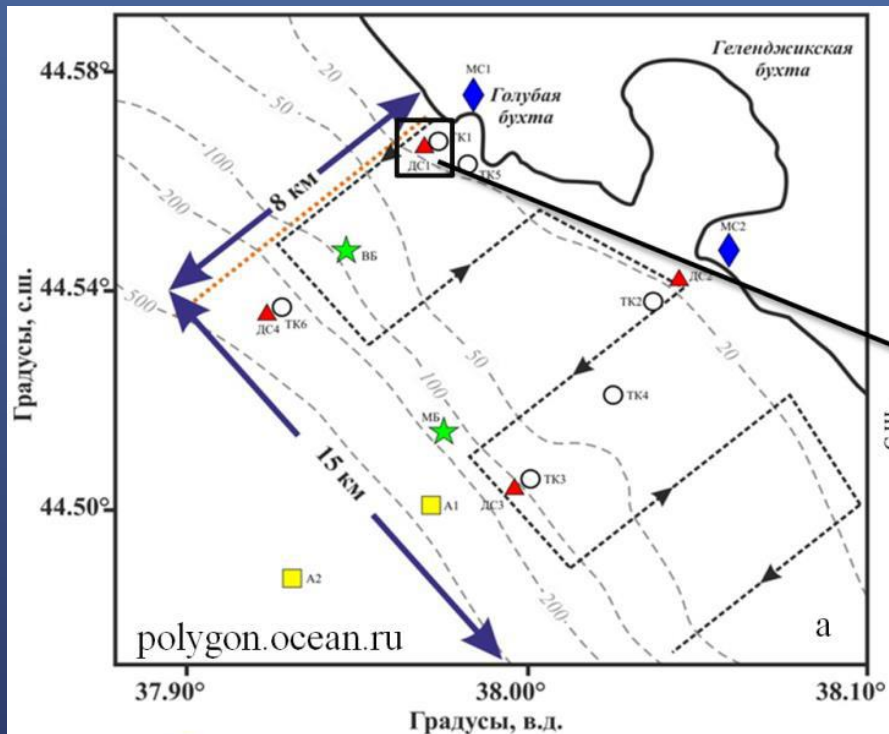 44.58°
44.54°
44.50°
Градусы, с.ш.
37.90°
38.00°
38.10°
Градусы, в.д.
Геленджикская
бухта
Голубая
бухта
МС1
МС2
20
50
100
200
500
8 км
15 км
ДС1
ТК1
ТК5
ВБ
ДС4
ТК6
ДС2
ТК2
20
50
100
ТК4
МБ
ДС3
ТК3
А1
А2
200
polygon.ocean.ru
а